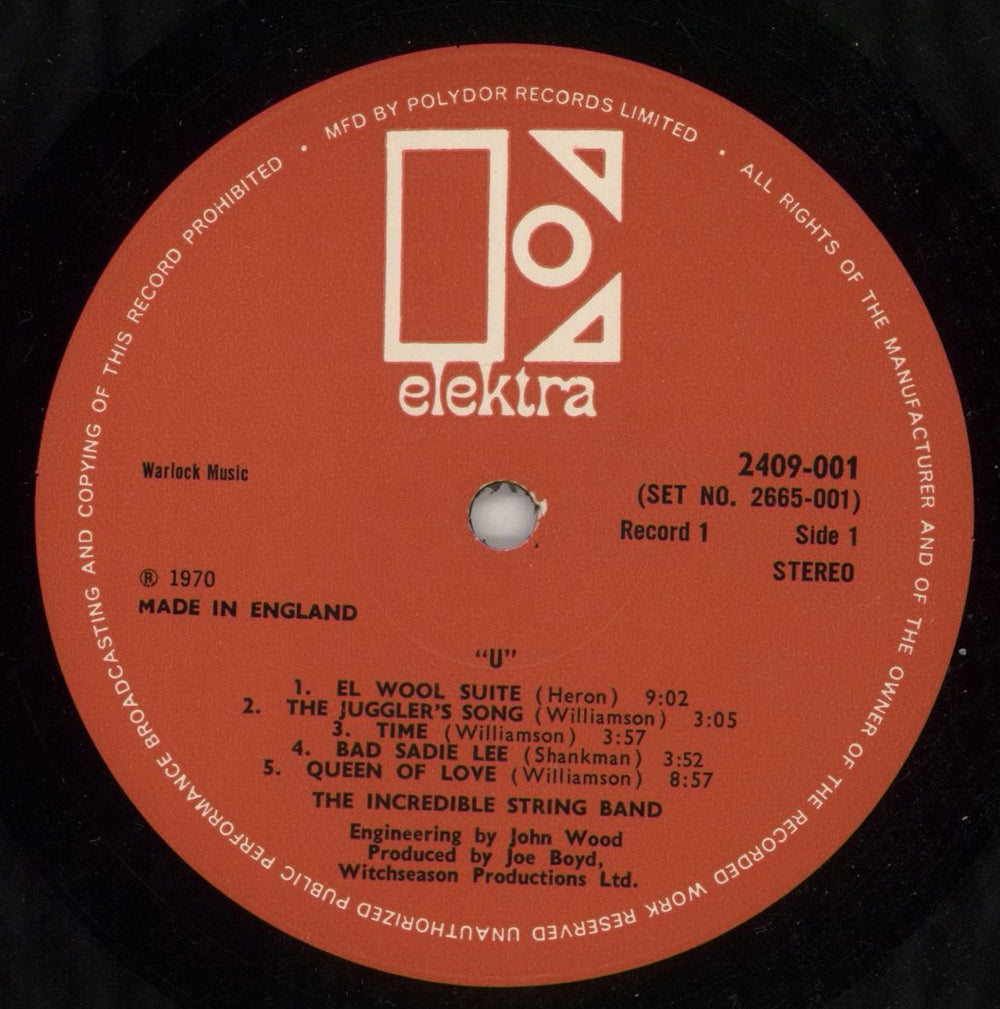 MFD BY POLYDOR RECORDS LIMITED • ALL RIGHTS OF THE MANUFACTURER AND OF THE OWNER OF THE RECORDED WORK RESERVED UNAUTHORIZED PUBLIC PERFORMANCE BROADCASTING AND COPYING OF THIS RECORD PROHIBITED •
elektra
Warlock Music
2409-001
(SET NO. 2665-001)
Record 1 Side 1
STEREO
® 1970
MADE IN ENGLAND
“U”
1. EL WOOL SUITE (Heron) 9:02
2. THE JUGGLER'S SONG (Williamson) 3:05
3. TIME (Williamson) 3:57
4. BAD SADIE LEE (Shankman) 3:52
5. QUEEN OF LOVE (Williamson) 8:57
THE INCREDIBLE STRING BAND
Engineering by John Wood
Produced by Joe Boyd,
Witchseason Productions Ltd.